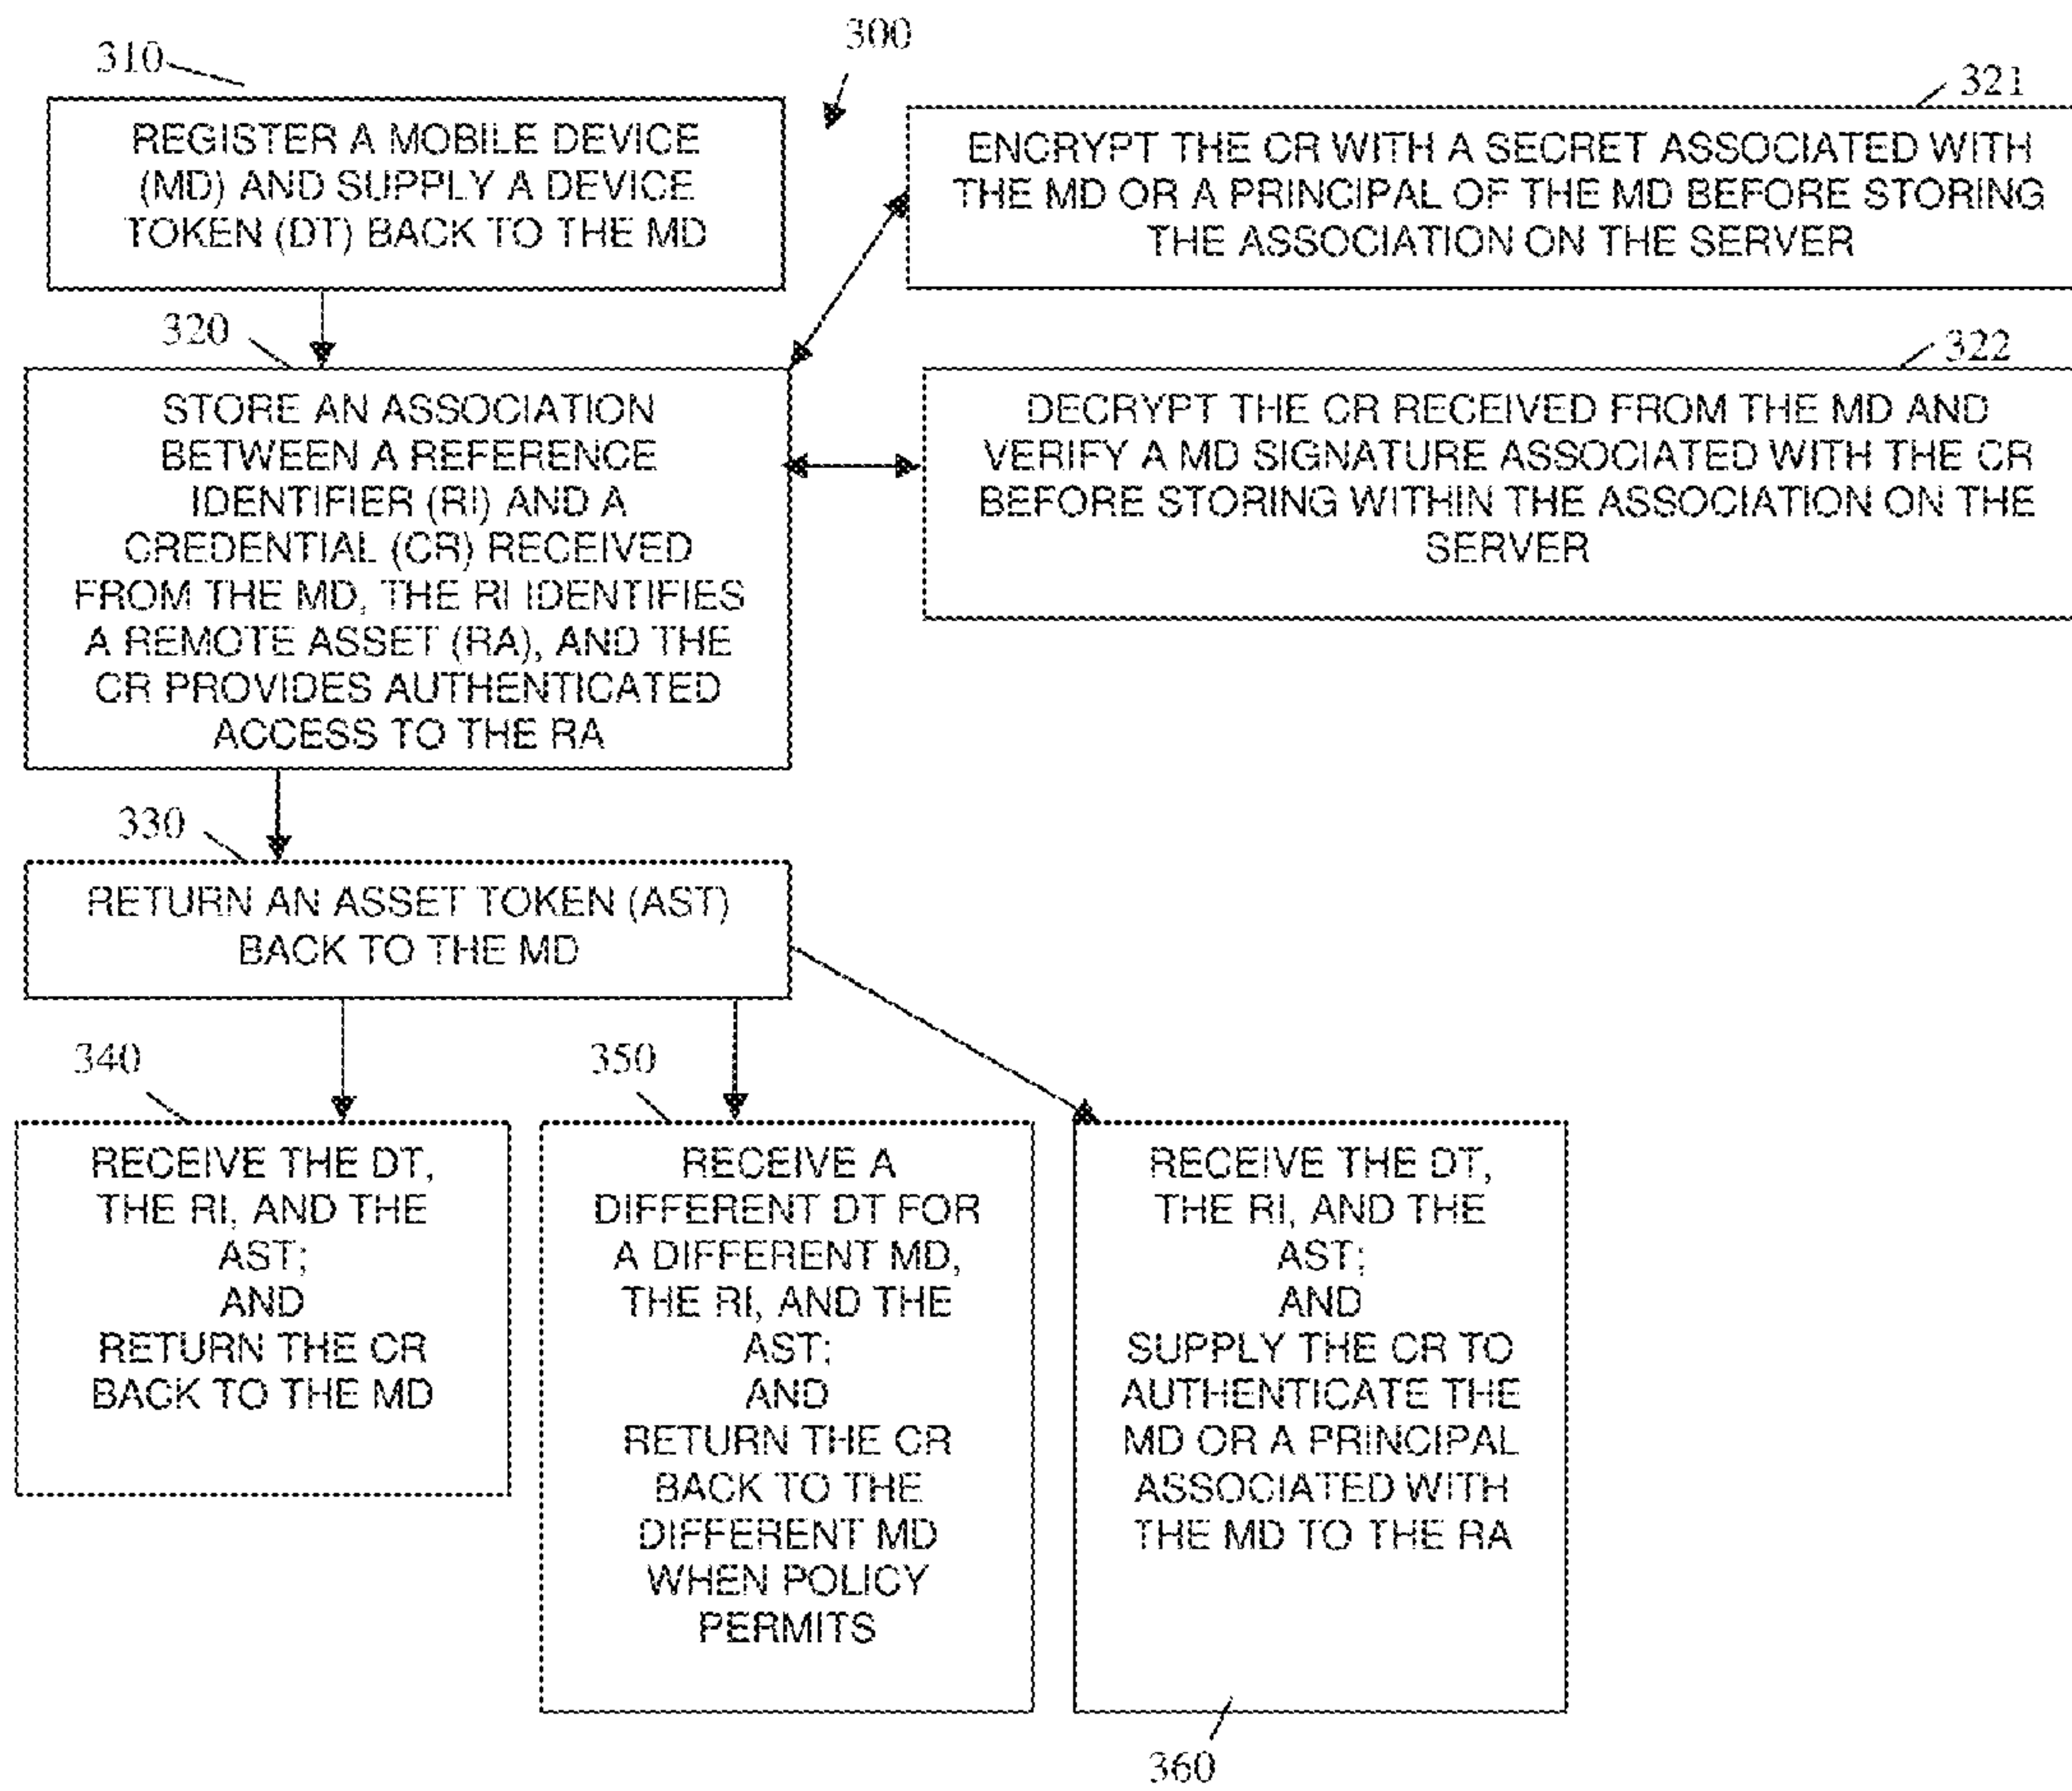 300
310
REGISTER A MOBILE DEVICE
(MD) AND SUPPLY A DEVICE
TOKEN (DT) BACK TO THE MD
321
ENCRYPT THE CR WITH A SECRET ASSOCIATED WITH
THE MD OR A PRINCIPAL OF THE MD BEFORE STORING
THE ASSOCIATION ON THE SERVER
320
STORE AN ASSOCIATION
BETWEEN A REFERENCE
IDENTIFIER (RI) AND A
CREDENTIAL (CR) RECEIVED
FROM THE MD, THE RI IDENTIFIES
A REMOTE ASSET (RA), AND THE
CR PROVIDES AUTHENTICATED
ACCESS TO THE RA
322
DECRYPT THE CR RECEIVED FROM THE MD AND
VERIFY A MD SIGNATURE ASSOCIATED WITH THE CR
BEFORE STORING WITHIN THE ASSOCIATION ON THE
SERVER
330
RETURN AN ASSET TOKEN (AST)
BACK TO THE MD
340
RECEIVE THE DT,
THE RI, AND THE
AST;
AND
RETURN THE CR
BACK TO THE MD
350
RECEIVE A
DIFFERENT DT FOR
A DIFFERENT MD,
THE RI, AND THE
AST;
AND
RETURN THE CR
BACK TO THE
DIFFERENT MD
WHEN POLICY
PERMITS
RECEIVE THE DT,
THE RI, AND THE
AST;
AND
SUPPLY THE CR TO
AUTHENTICATE THE
MD OR A PRINCIPAL
ASSOCIATED WITH
THE MD TO THE RA
360